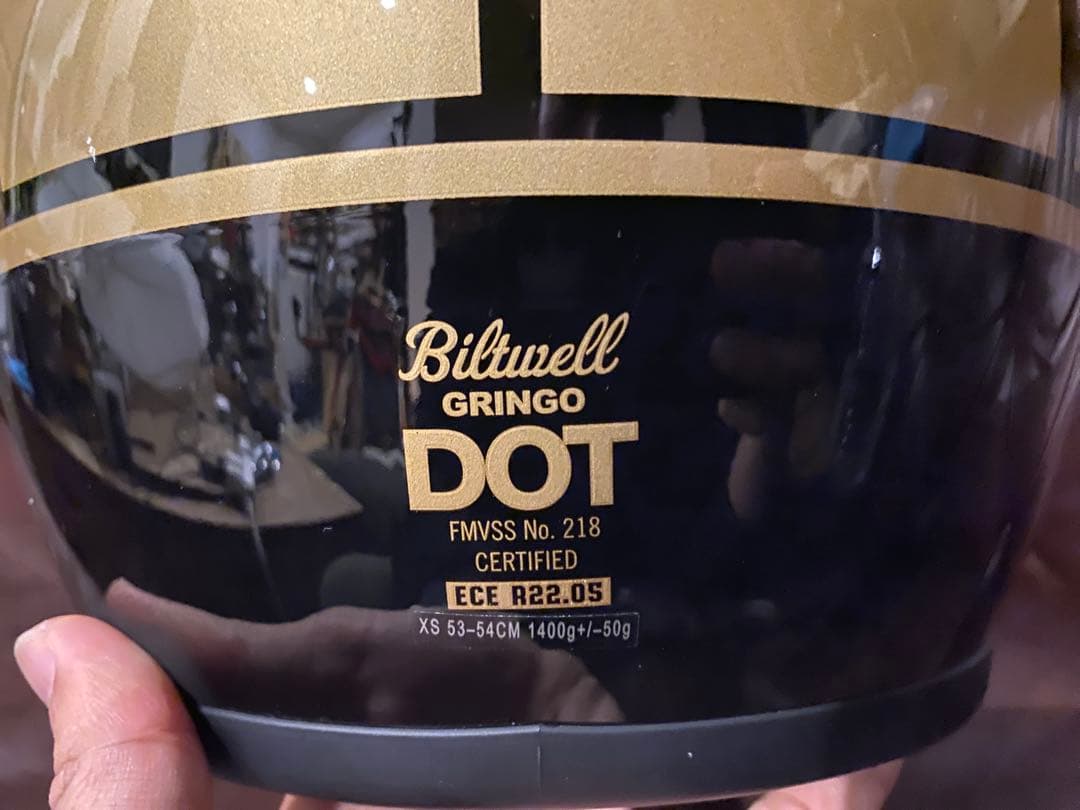 Biltwell
GRINGO
DOT
FMVSS No. 218
CERTIFIED
ECE R22.05
XS 53-54CM 1400g+/-50g